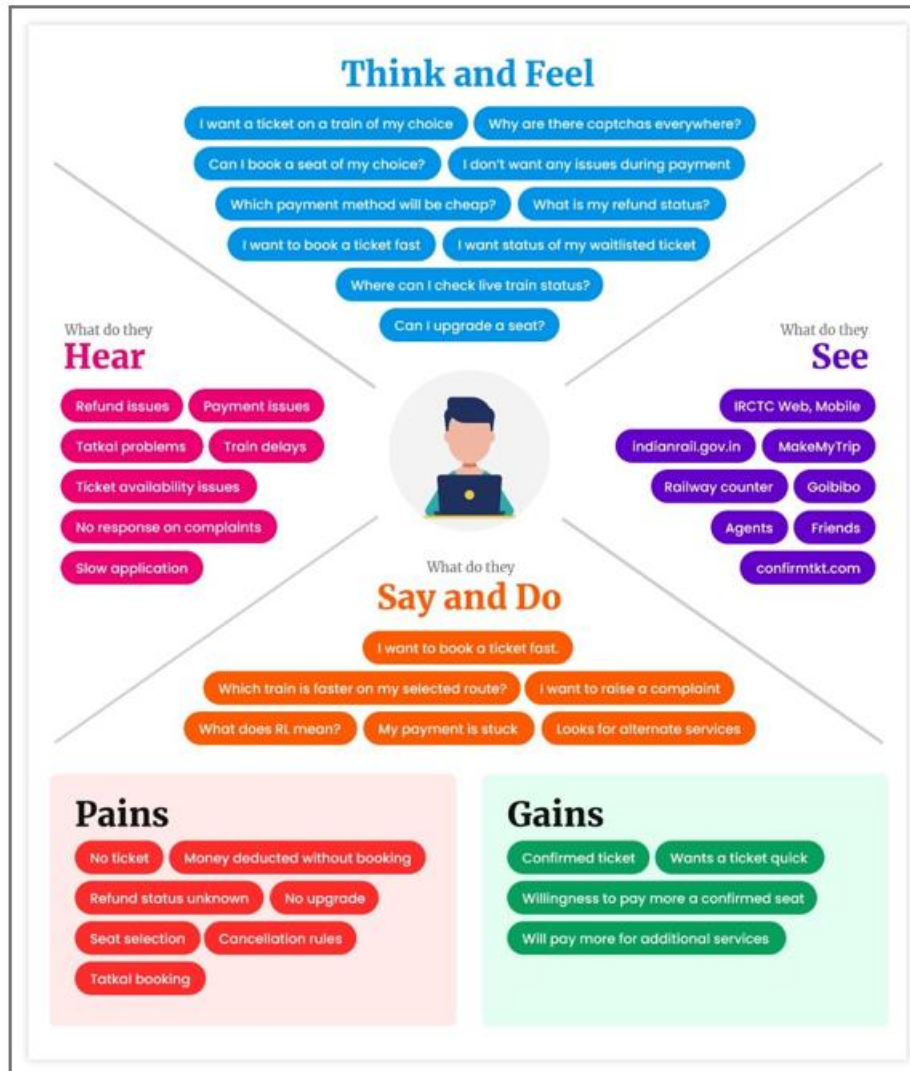 Think and Feel
I want a ticket on a train of my choice
Why are there captchas everywhere?
Can I book a seat of my choice?
I don't want any issues during payment
Which payment method will be cheap?
What is my refund status?
I want to book a ticket fast
I want status of my waitlisted ticket
Where can I check live train status?
Can I upgrade a seat?
What do they
Hear
Refund issues
Payment issues
Tatkal problems
Train delays
Ticket availability issues
No response on complaints
Slow application
What do they
See
IRCTC Web, Mobile
indianrail.gov.in
MakeMyTrip
Railway counter
Goibibo
Agents
Friends
confirmtkt.com
What do they
Say and Do
I want to book a ticket fast.
Which train is faster on my selected route?
I want to raise a complaint
What does RL mean?
My payment is stuck
Looks for alternate services
Pains
No ticket
Money deducted without booking
Refund status unknown
No upgrade
Seat selection
Cancellation rules
Tatkal booking
Gains
Confirmed ticket
Wants a ticket quick
Willingness to pay more a confirmed seat
Will pay more for additional services